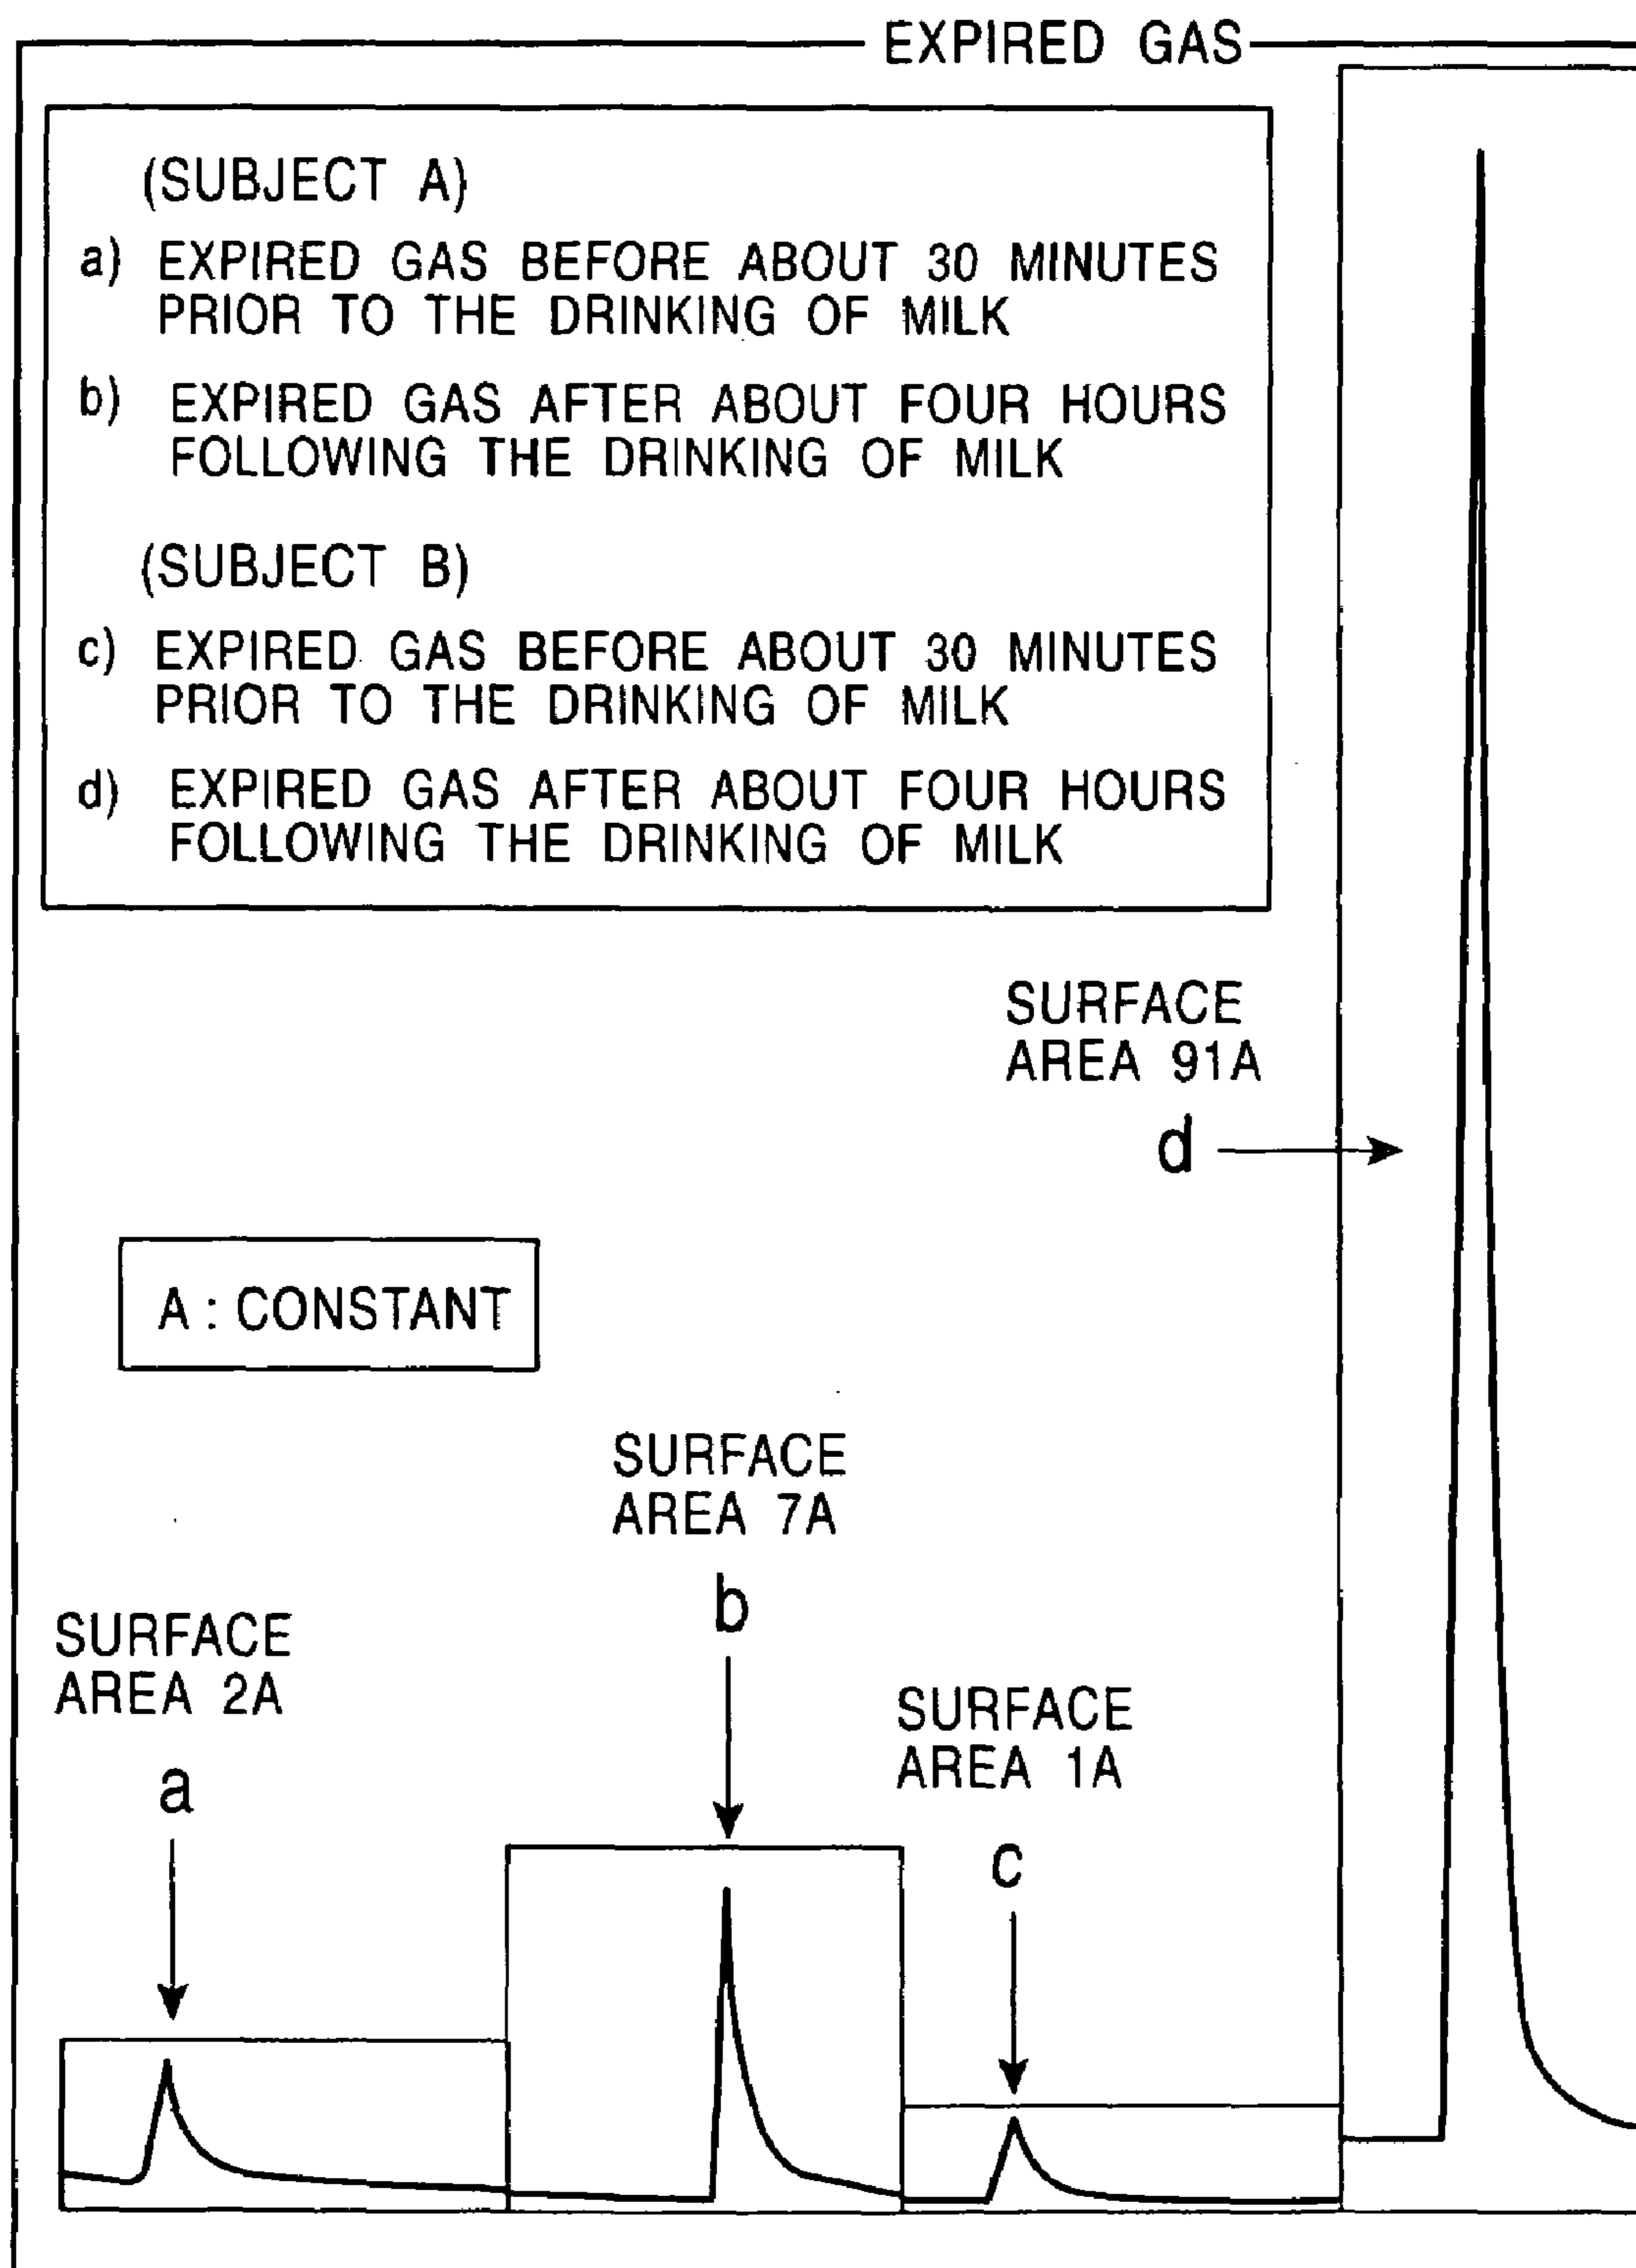 EXPIRED GAS
(SUBJECT A)
a) EXPIRED GAS BEFORE ABOUT 30 MINUTES
PRIOR TO THE DRINKING OF MILK
b) EXPIRED GAS AFTER ABOUT FOUR HOURS
FOLLOWING THE DRINKING OF MILK
(SUBJECT B)
c) EXPIRED GAS BEFORE ABOUT 30 MINUTES
PRIOR TO THE DRINKING OF MILK
d) EXPIRED GAS AFTER ABOUT FOUR HOURS
FOLLOWING THE DRINKING OF MILK
SURFACE
AREA 91A
d
A : CONSTANT
SURFACE
AREA 7A
b
SURFACE
AREA 2A
a
SURFACE
AREA 1A
c